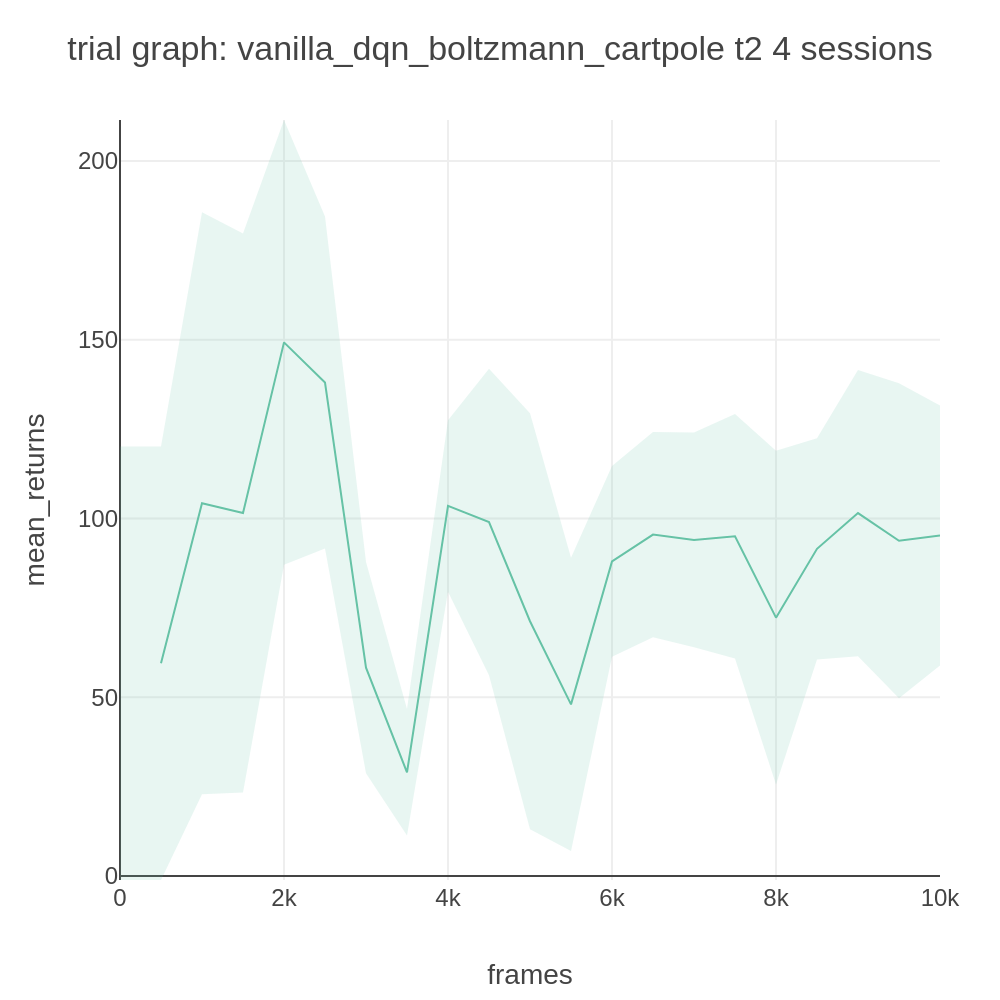 trial graph: vanilla_dqn_boltzmann_cartpole t2 4 sessions
200
150
100
50
0
mean_returns
0 2k 4k 6k 8k 10k
frames